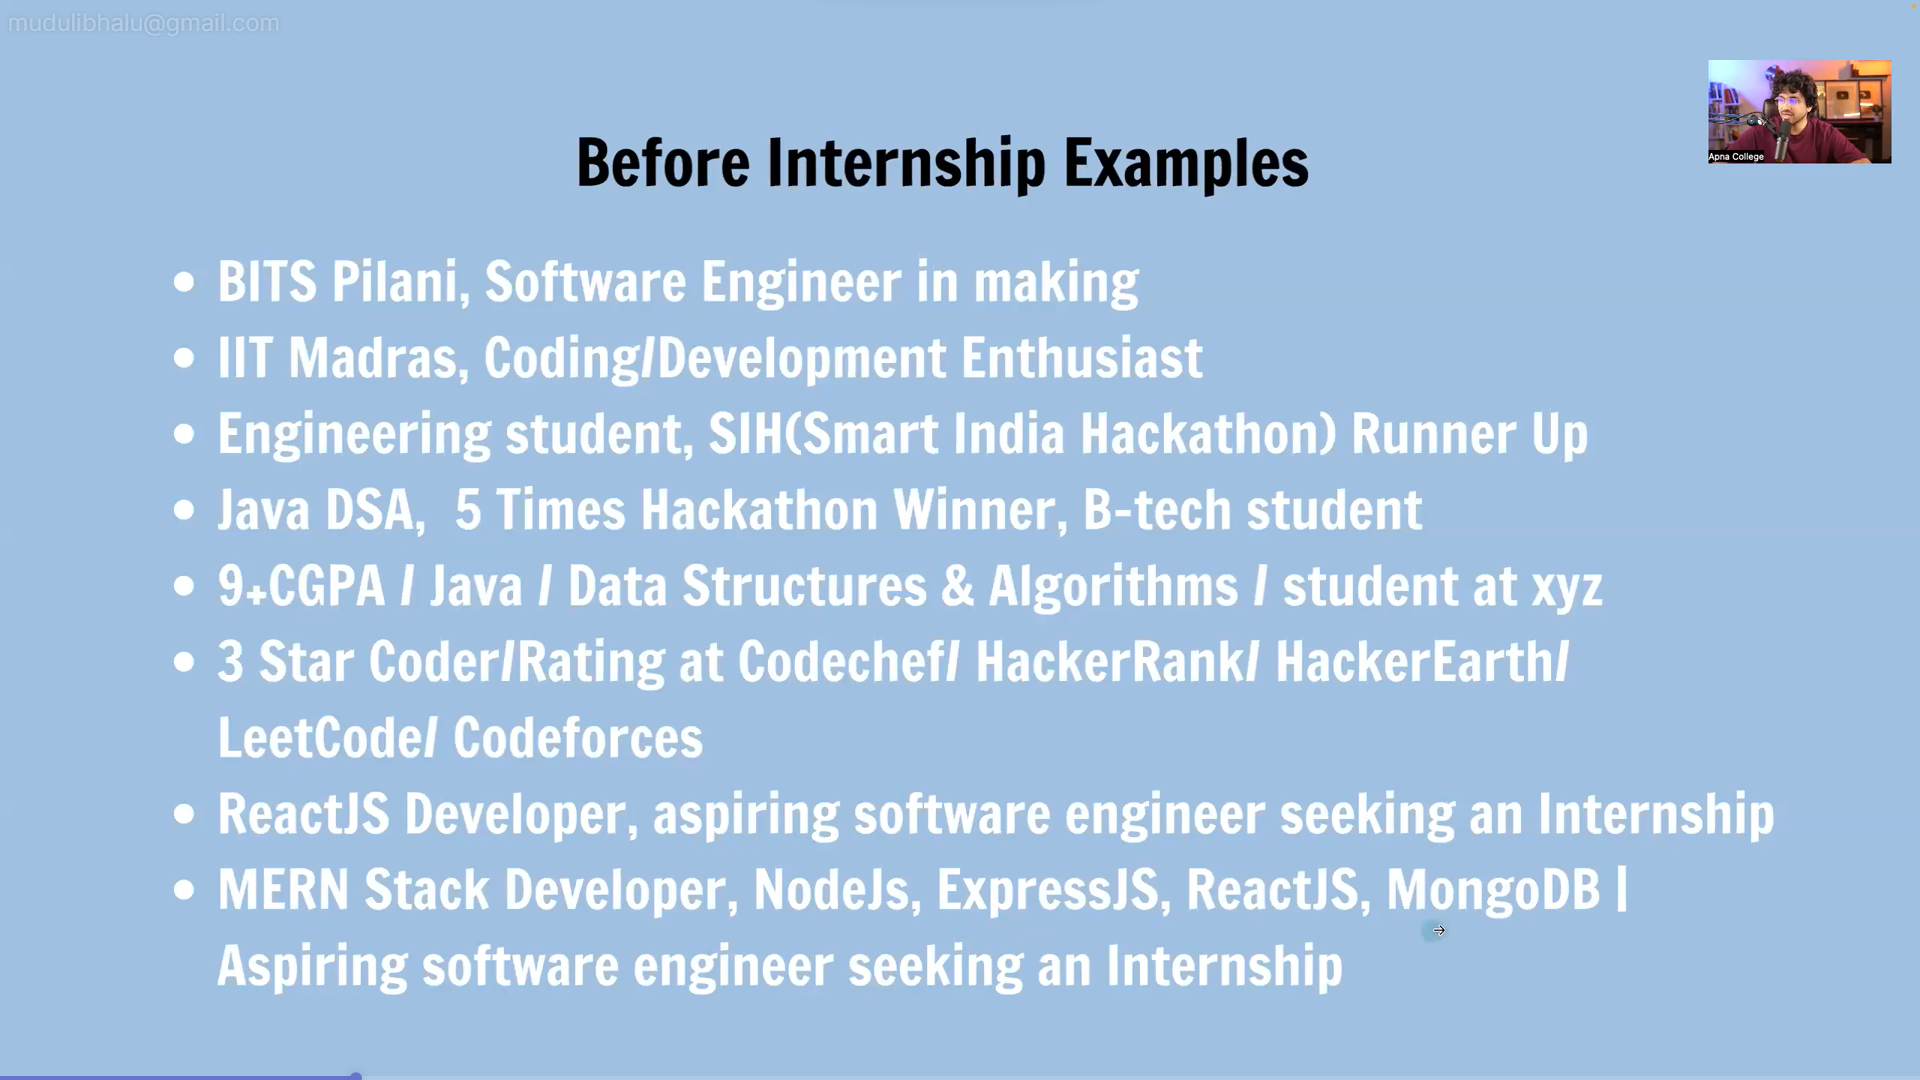 mudulibhalu@gmail.com
Apna College
Before Internship Examples
• BITS Pilani, Software Engineer in making
• IIT Madras, Coding/Development Enthusiast
• Engineering student, SIH(Smart India Hackathon) Runner Up
• Java DSA,  5 Times Hackathon Winner, B-tech student
• 9+CGPA / Java / Data Structures & Algorithms / student at xyz
• 3 Star Coder/Rating at Codechef/ HackerRank/ HackerEarth/
LeetCode/ Codeforces
• ReactJS Developer, aspiring software engineer seeking an Internship
• MERN Stack Developer, NodeJs, ExpressJS, ReactJS, MongoDB |
Aspiring software engineer seeking an Internship